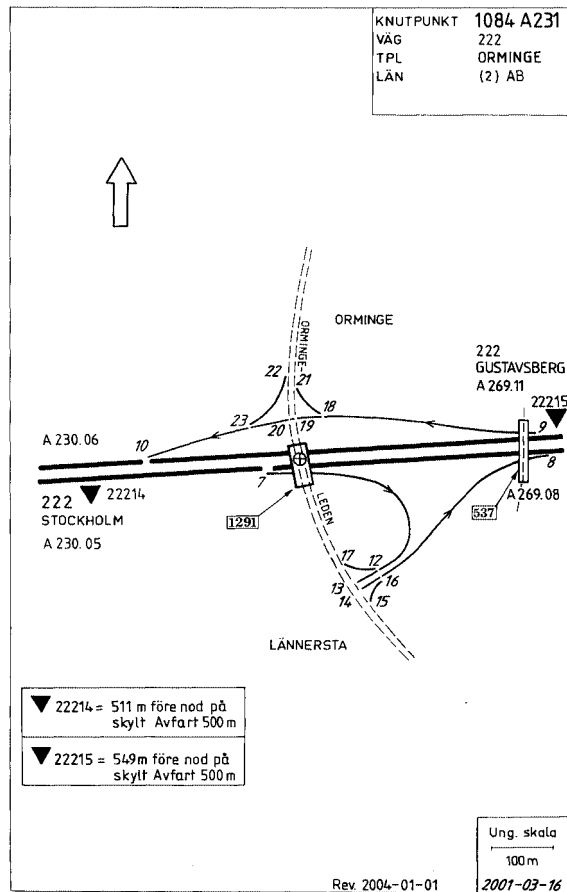 KNUTPUNKT 1084 A231
VÄG 222
TPL ORMINGE
LÄN (2) AB
ORMINGE
ORMINGE-
22
21
222
GUSTAVSBERG
A 269.11
22215
18
23
20
19
9
A 230.06
10
8
7
222
22214
STOCKHOLM
A 230.05
1291
LEDEN
537
A 269.08
17
12
13
16
14
15
LÄNNERSTA
22214 = 511 m före nod på
skylt Avfart 500 m
22215 = 549 m före nod på
skylt Avfart 500 m
Ung. skala
100 m
Rev. 2004-01-01
2001-03-16